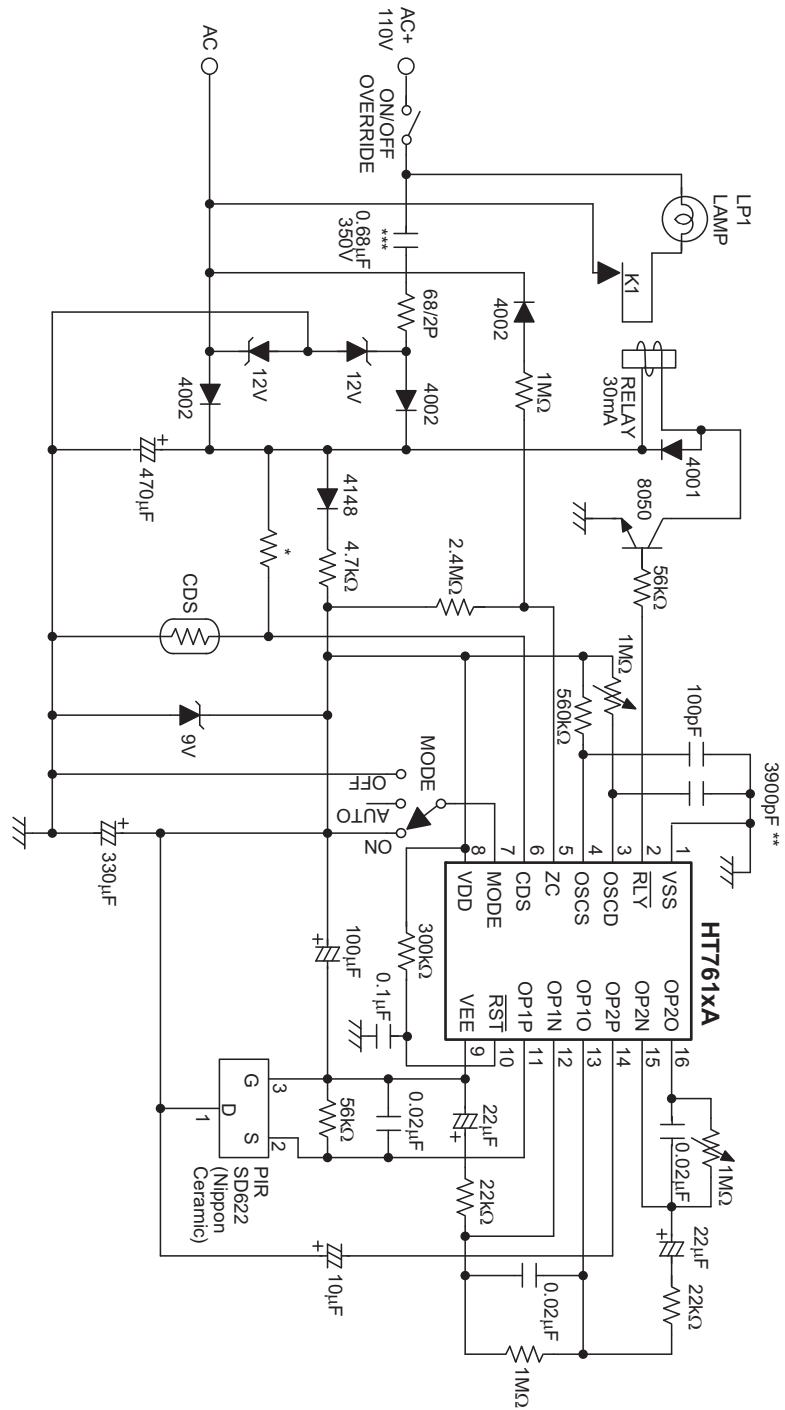 LP1
LAMP
AC+
110V
ON/OFF
OVERRIDE
AC
***
0.68µF
350V
68/2P
4002
1MΩ
K1
RELAY
30mA
4001
8050
56kΩ
12V
12V
4002
4002
+
470µF
4148
4.7kΩ
*
CDS
2.4MΩ
9V
1MΩ
560kΩ
100pF
3900pF **
MODE
OFF
AUTO
ON
+
330µF
HT761xA
1 VSS
2 RLY
3 OSCD
4 OSCS
5 ZC
6 CDS
7 MODE
8 VDD
OP2O 16
OP2N 15
OP2P 14
OP1O 13
OP1N 12
OP1P 11
RST 10
VEE 9
300kΩ
0.1µF
100µF
+
1MΩ
0.02µF
22µF
+
22kΩ
22µF
+
22kΩ
0.02µF
56kΩ
0.02µF
1MΩ
+
10µF
G
D
S
3
1
2
PIR
SD622
(Nippon
Ceramic)